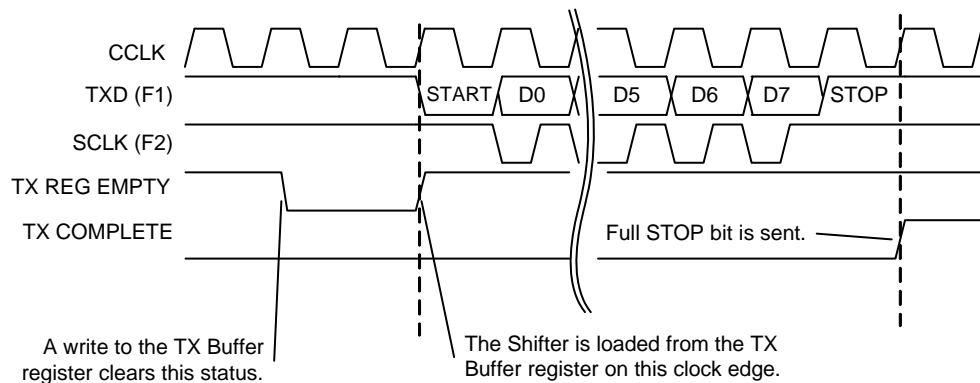 CCLK
TXD (F1)
START D0 D5 D6 D7 STOP
SCLK (F2)
TX REG EMPTY
TX COMPLETE
Full STOP bit is sent.
A write to the TX Buffer
register clears this status.
The Shifter is loaded from the TX
Buffer register on this clock edge.